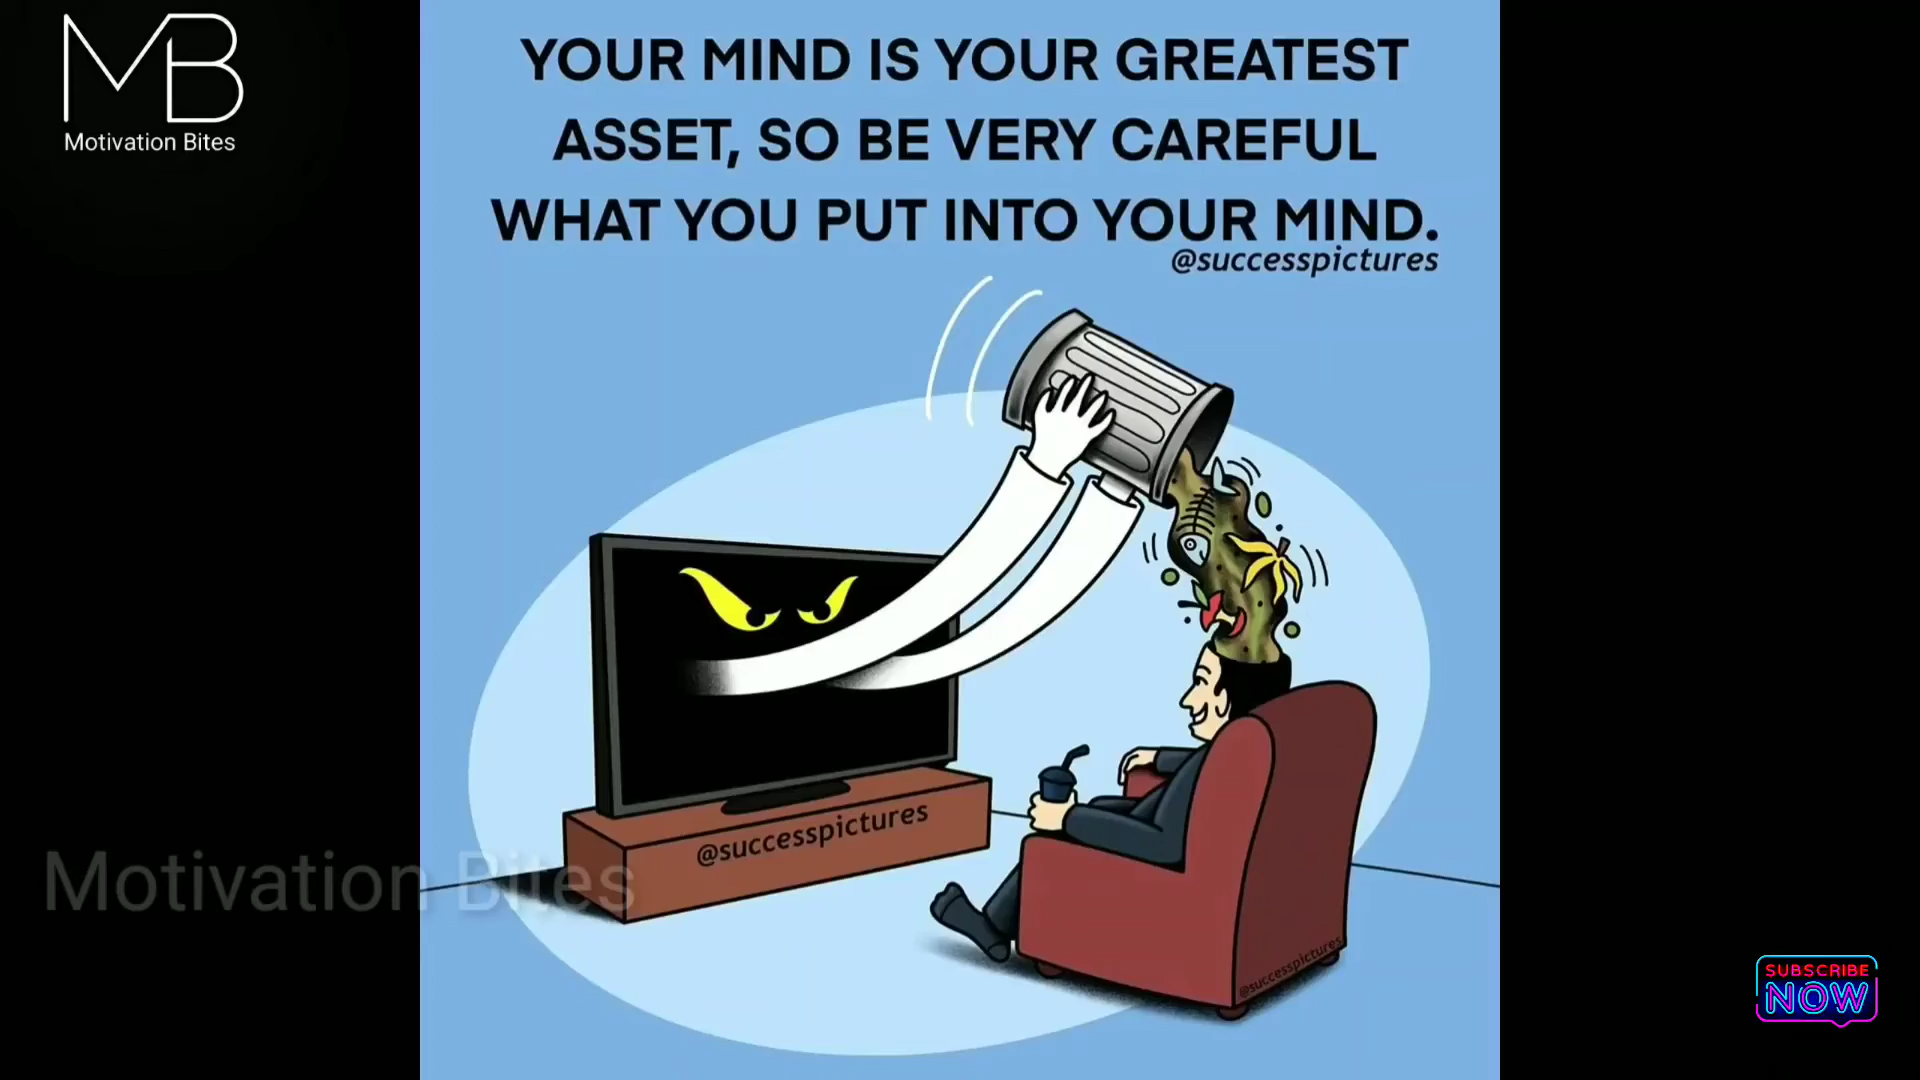 MB
Motivation Bites
YOUR MIND IS YOUR GREATEST
ASSET, SO BE VERY CAREFUL
WHAT YOU PUT INTO YOUR MIND.
@successpictures
@successpictures
Motivation Bites
@successpictures
SUBSCRIBE
NOW